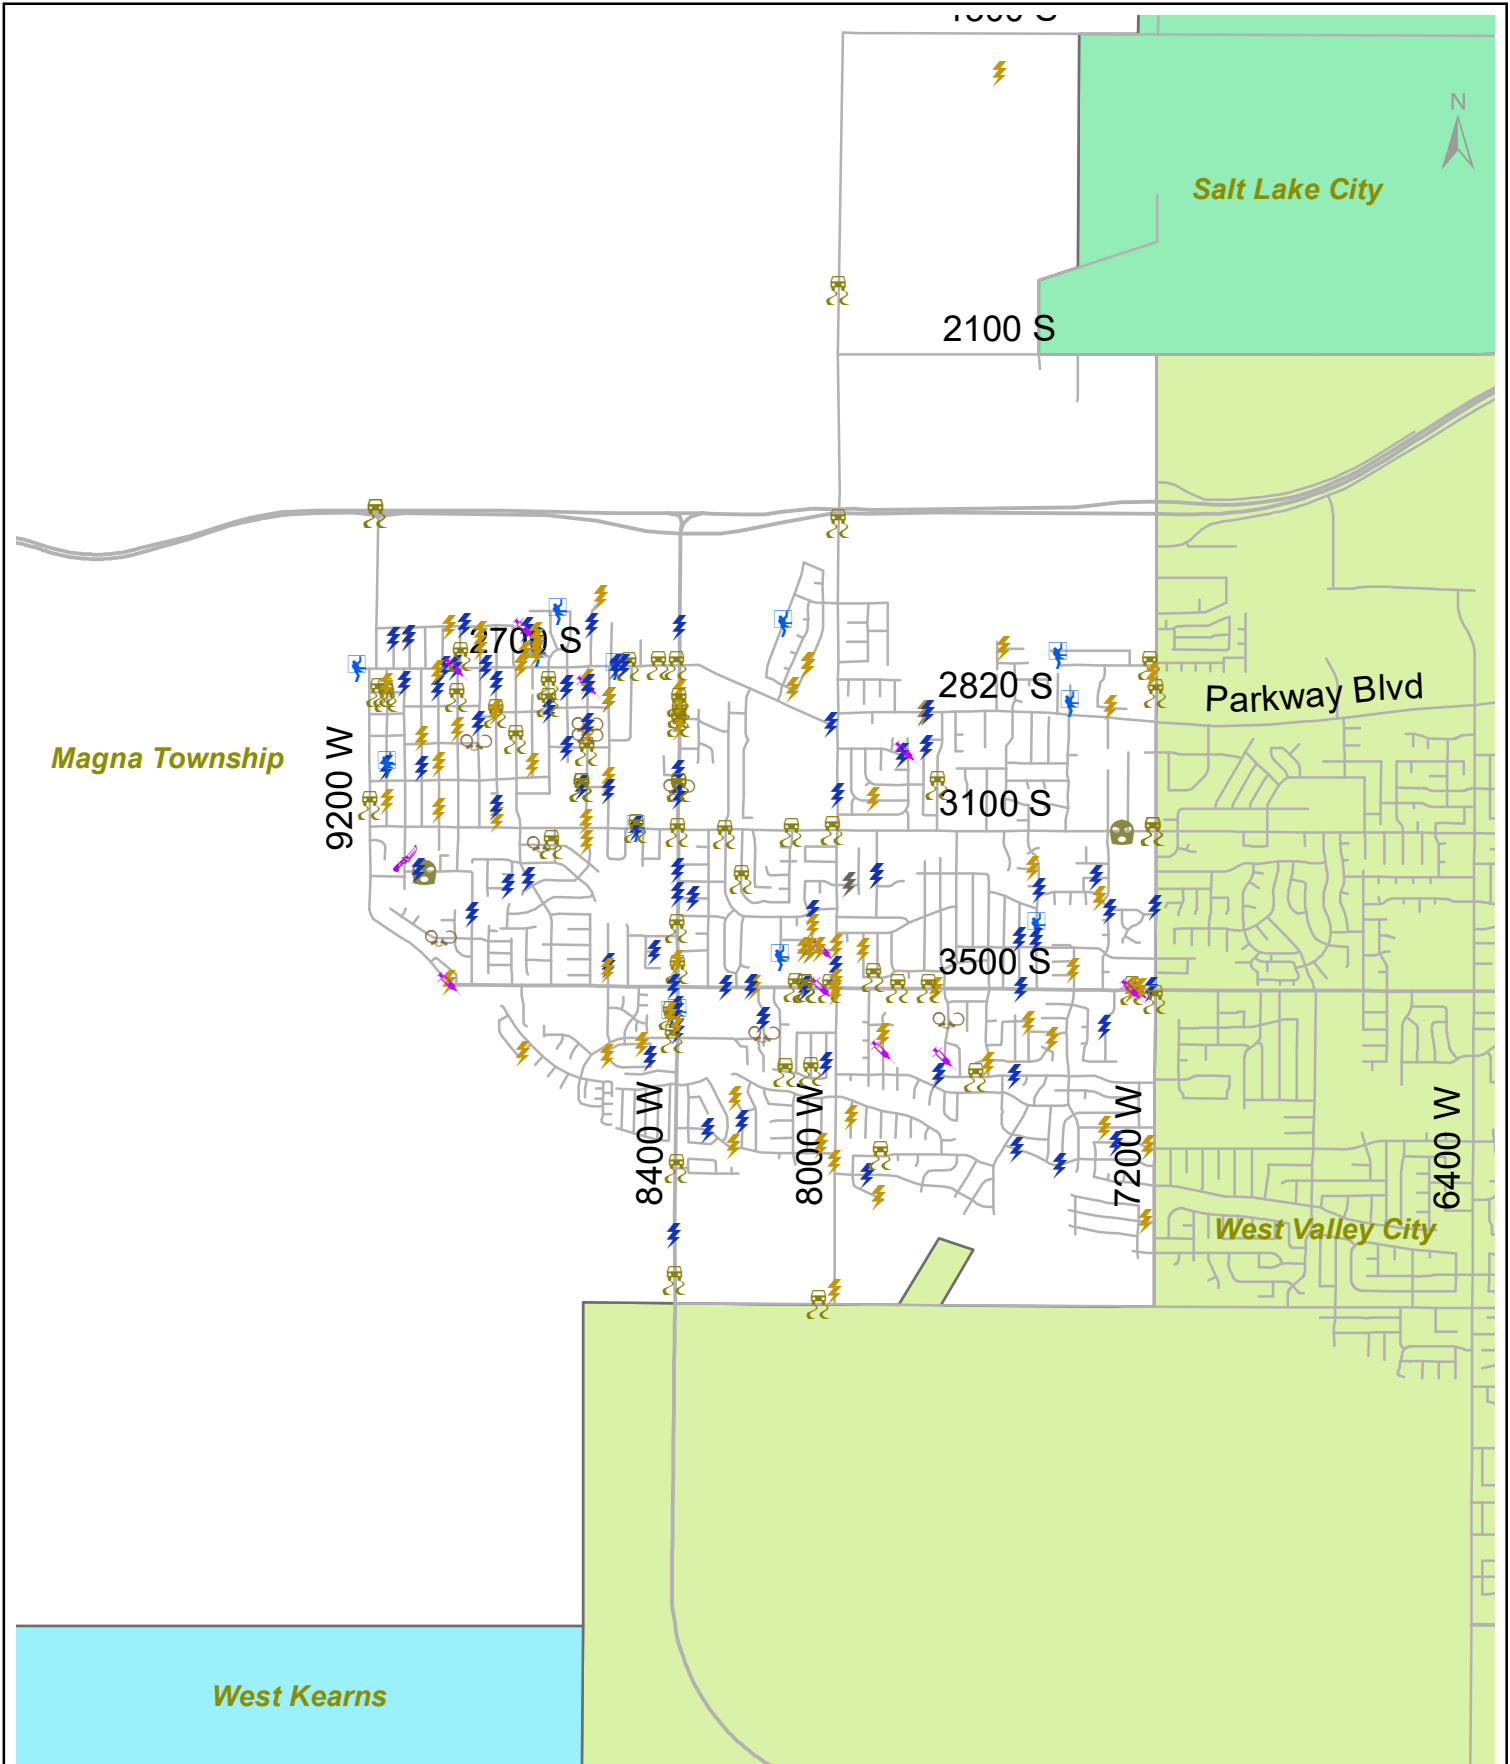 N
Salt Lake City
2100 S
2700 S
2820 S
Parkway Blvd
Magna Township
9200 W
3100 S
3500 S
8400 W
8000 W
7200 W
6400 W
West Valley City
West Kearns